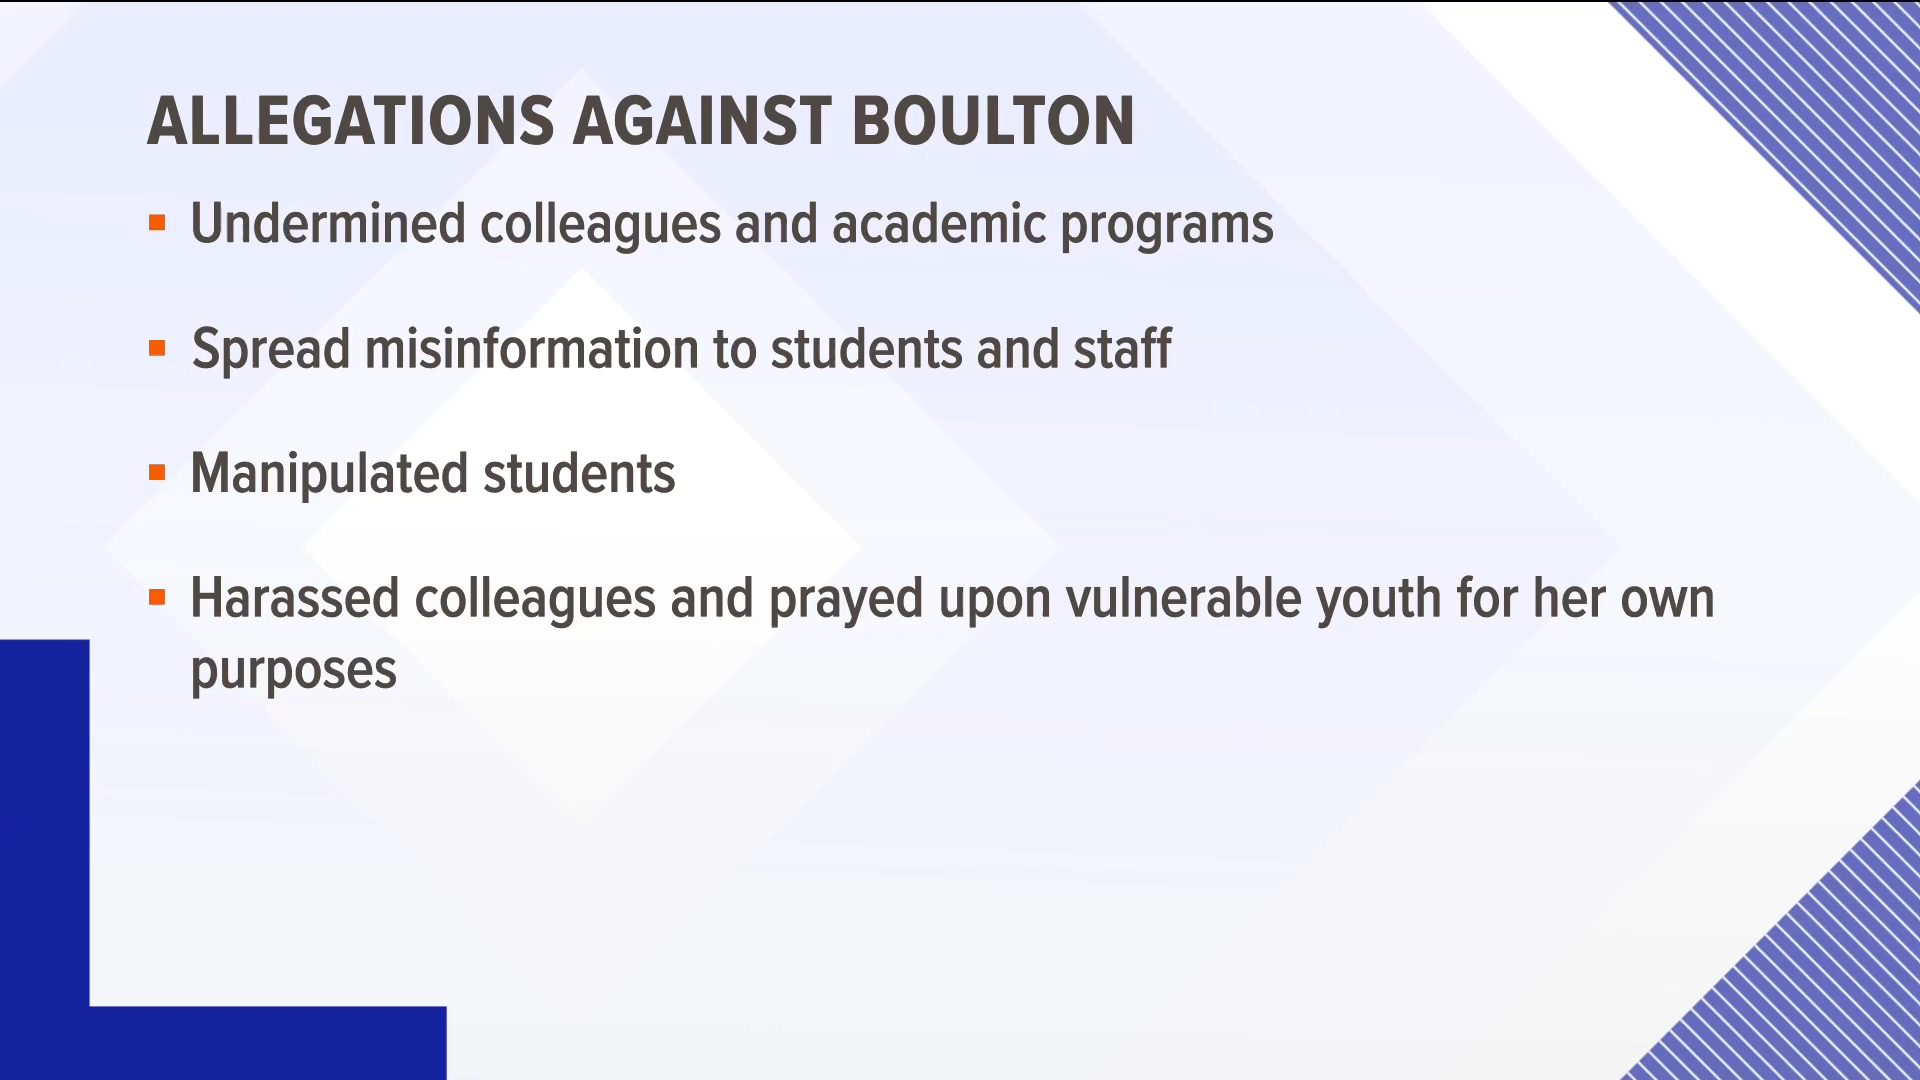 ALLEGATIONS AGAINST BOULTON
Undermined colleagues and academic programs
Spread misinformation to students and staff
Manipulated students
Harassed colleagues and prayed upon vulnerable youth for her own
purposes